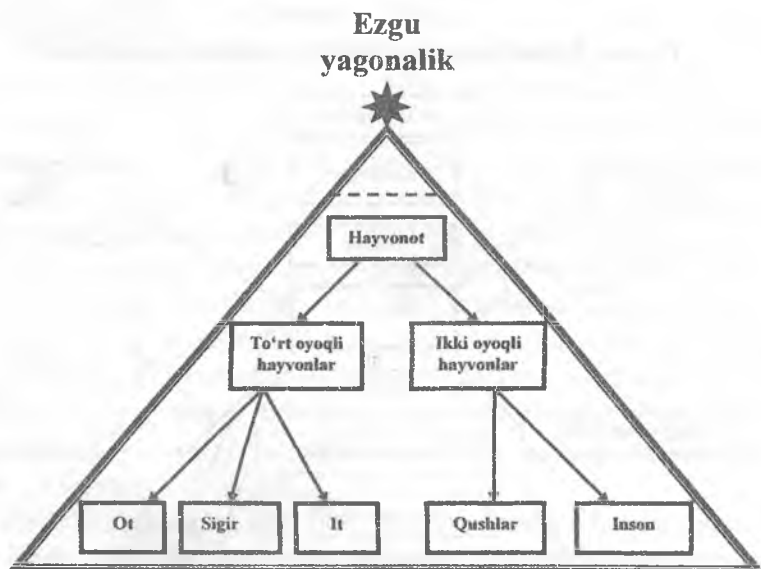 Ezgu
yagonalik
Hayvonot
To‘rt oyoqli
hayvonlar
Ikki oyoqli
hayvonlar
Ot
Sigir
It
Qushlar
Inson